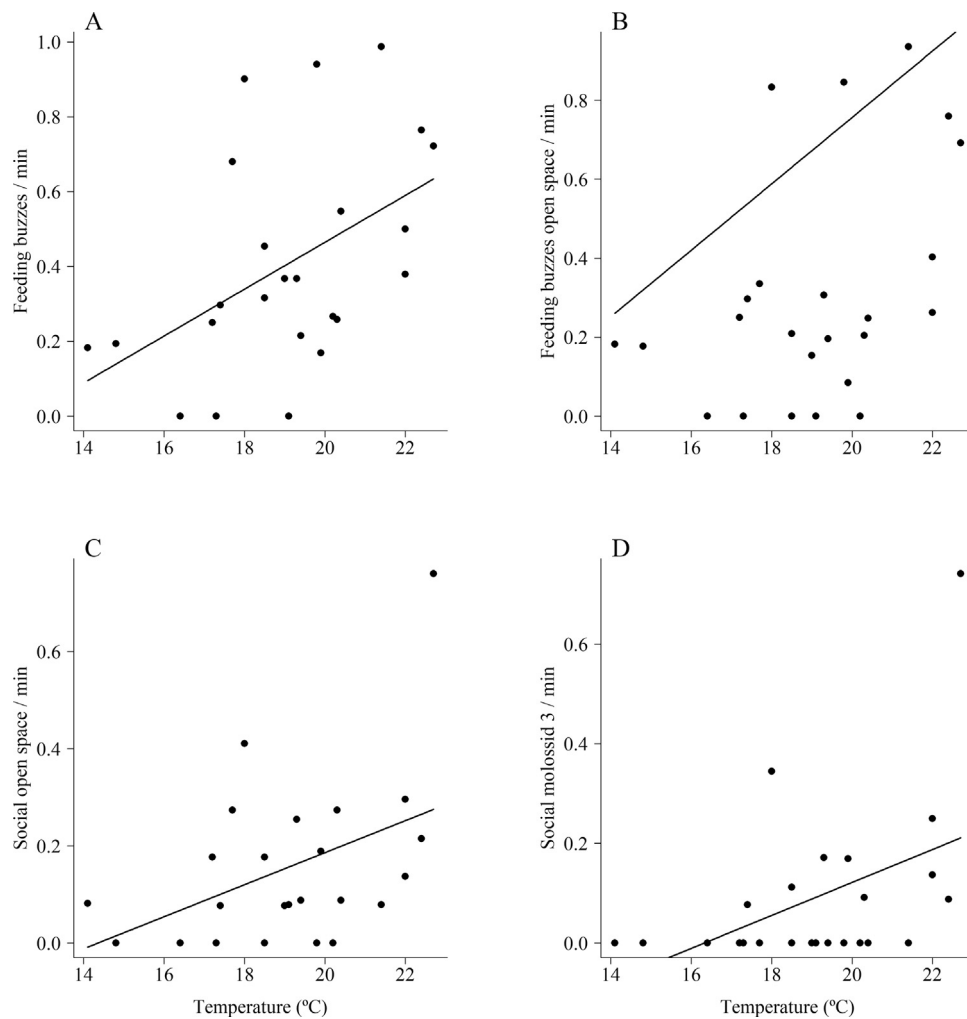 A
Feeding buzzes / min
1.0
0.8
0.6
0.4
0.2
0.0
14 16 18 20 22
B
Feeding buzzes open space / min
0.8
0.6
0.4
0.2
0.0
14 16 18 20 22
C
Social open space / min
0.6
0.4
0.2
0.0
14 16 18 20 22
Temperature (ºC)
D
Social molossid 3 / min
0.6
0.4
0.2
0.0
14 16 18 20 22
Temperature (ºC)